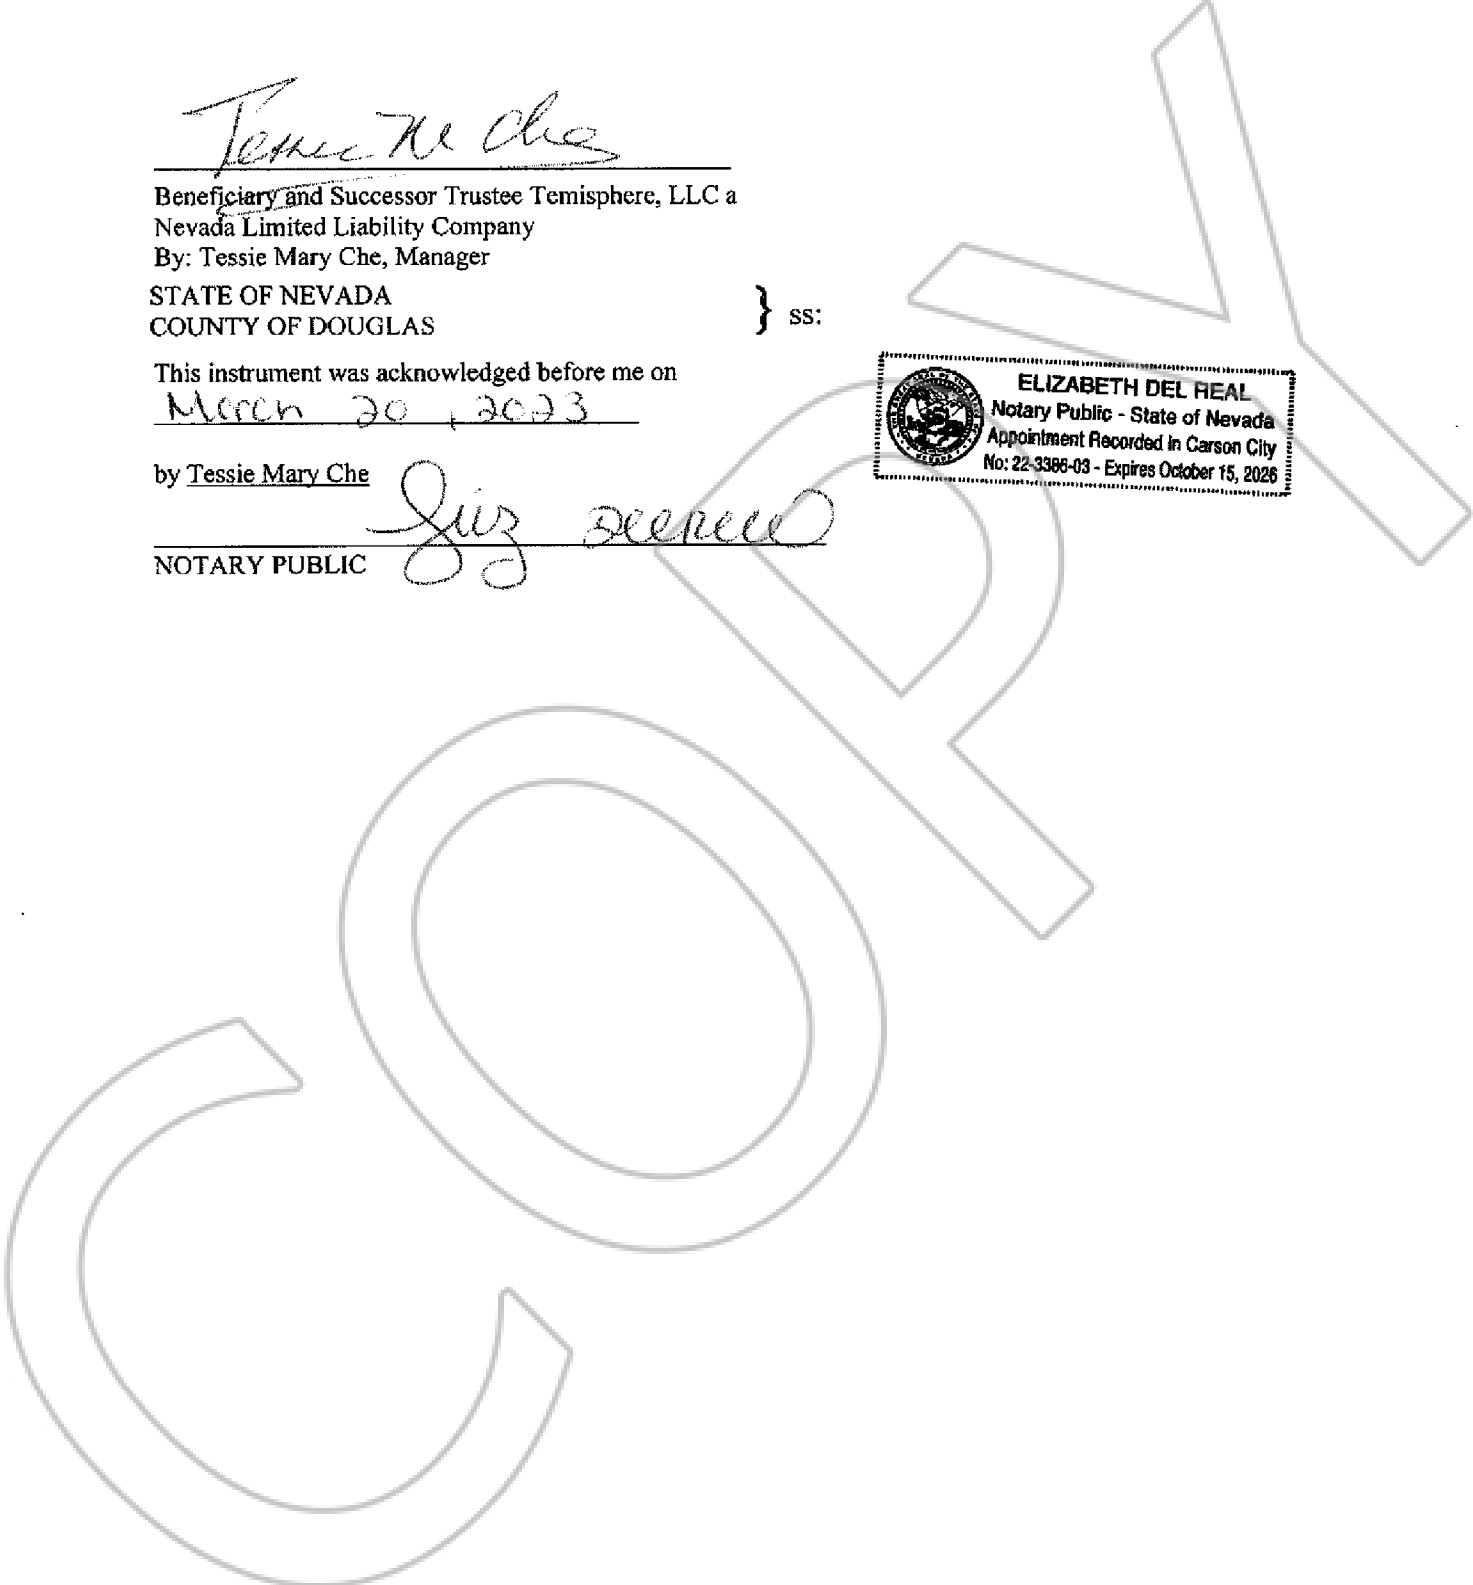 Tessie M Che
Beneficiary and Successor Trustee Temisphere, LLC a
Nevada Limited Liability Company
By: Tessie Mary Che, Manager
STATE OF NEVADA
COUNTY OF DOUGLAS
} ss:
This instrument was acknowledged before me on
March 20, 2023
by Tessie Mary Che
NOTARY PUBLIC
ELIZABETH DEL REAL
Notary Public - State of Nevada
Appointment Recorded in Carson City
No: 22-3386-03 - Expires October 15, 2026
COPY